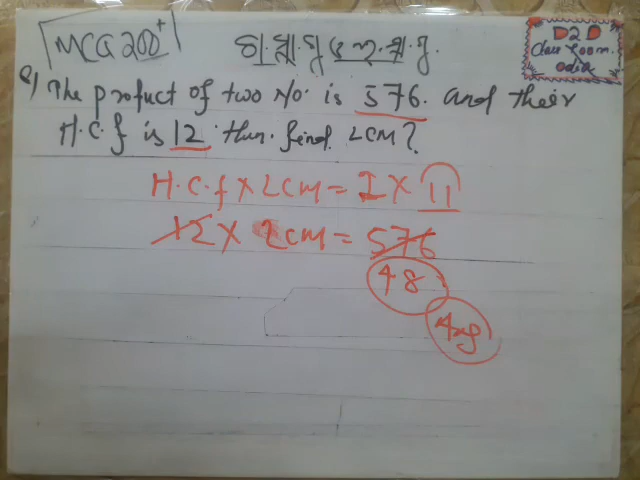 MCQ 200+
ଗ.ସା.ଗୁ ଓ ଲ.ସା.ଗୁ.
D2D
Class room.
Odia
Q) The product of two No. is 576. and their
H.C.f is 12 then find LCM?
H.C.f X LCM = I X II
12 X LCM = 576
48
Ans